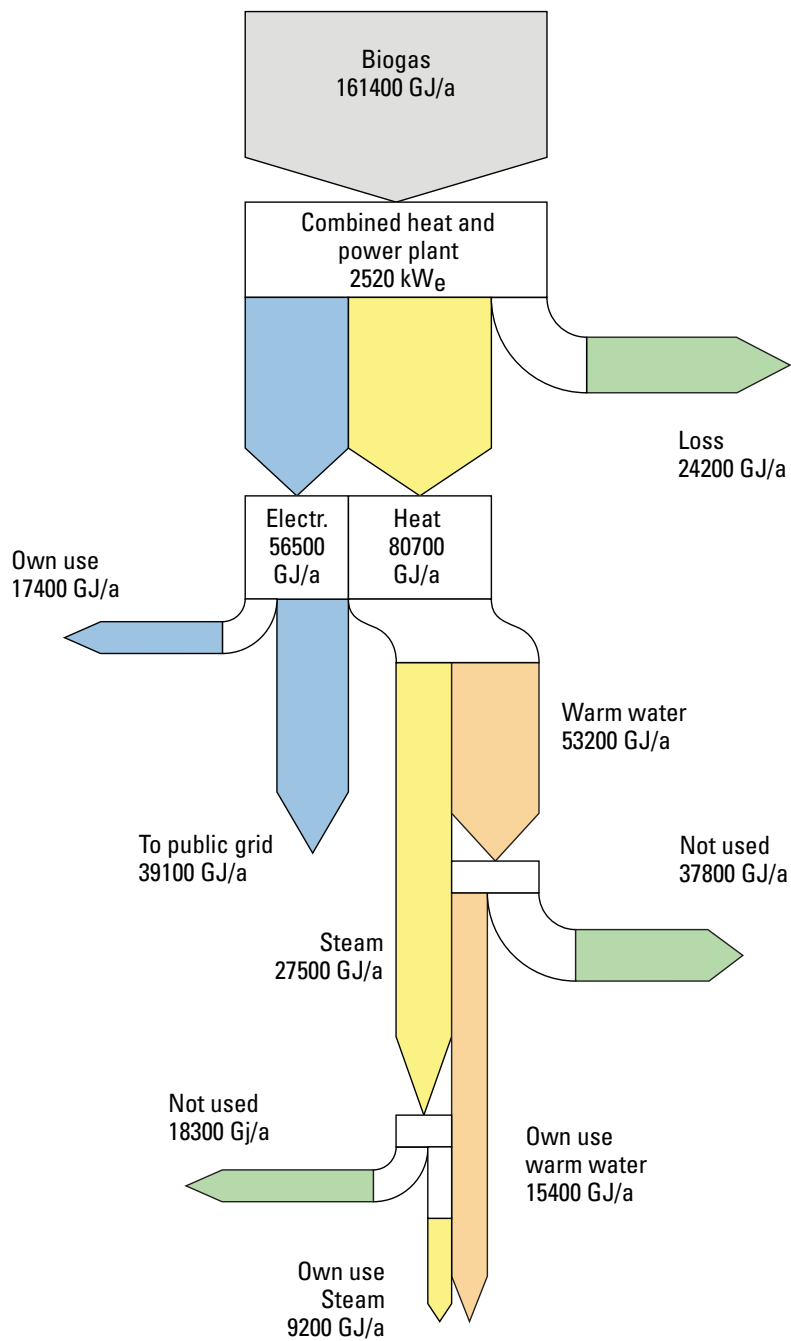 Biogas
161400 GJ/a
Combined heat and
power plant
2520 kWe
Loss
24200 GJ/a
Electr.
56500
GJ/a
Heat
80700
GJ/a
Own use
17400 GJ/a
Warm water
53200 GJ/a
To public grid
39100 GJ/a
Not used
37800 GJ/a
Steam
27500 GJ/a
Not used
18300 Gj/a
Own use
warm water
15400 GJ/a
Own use
Steam
9200 GJ/a